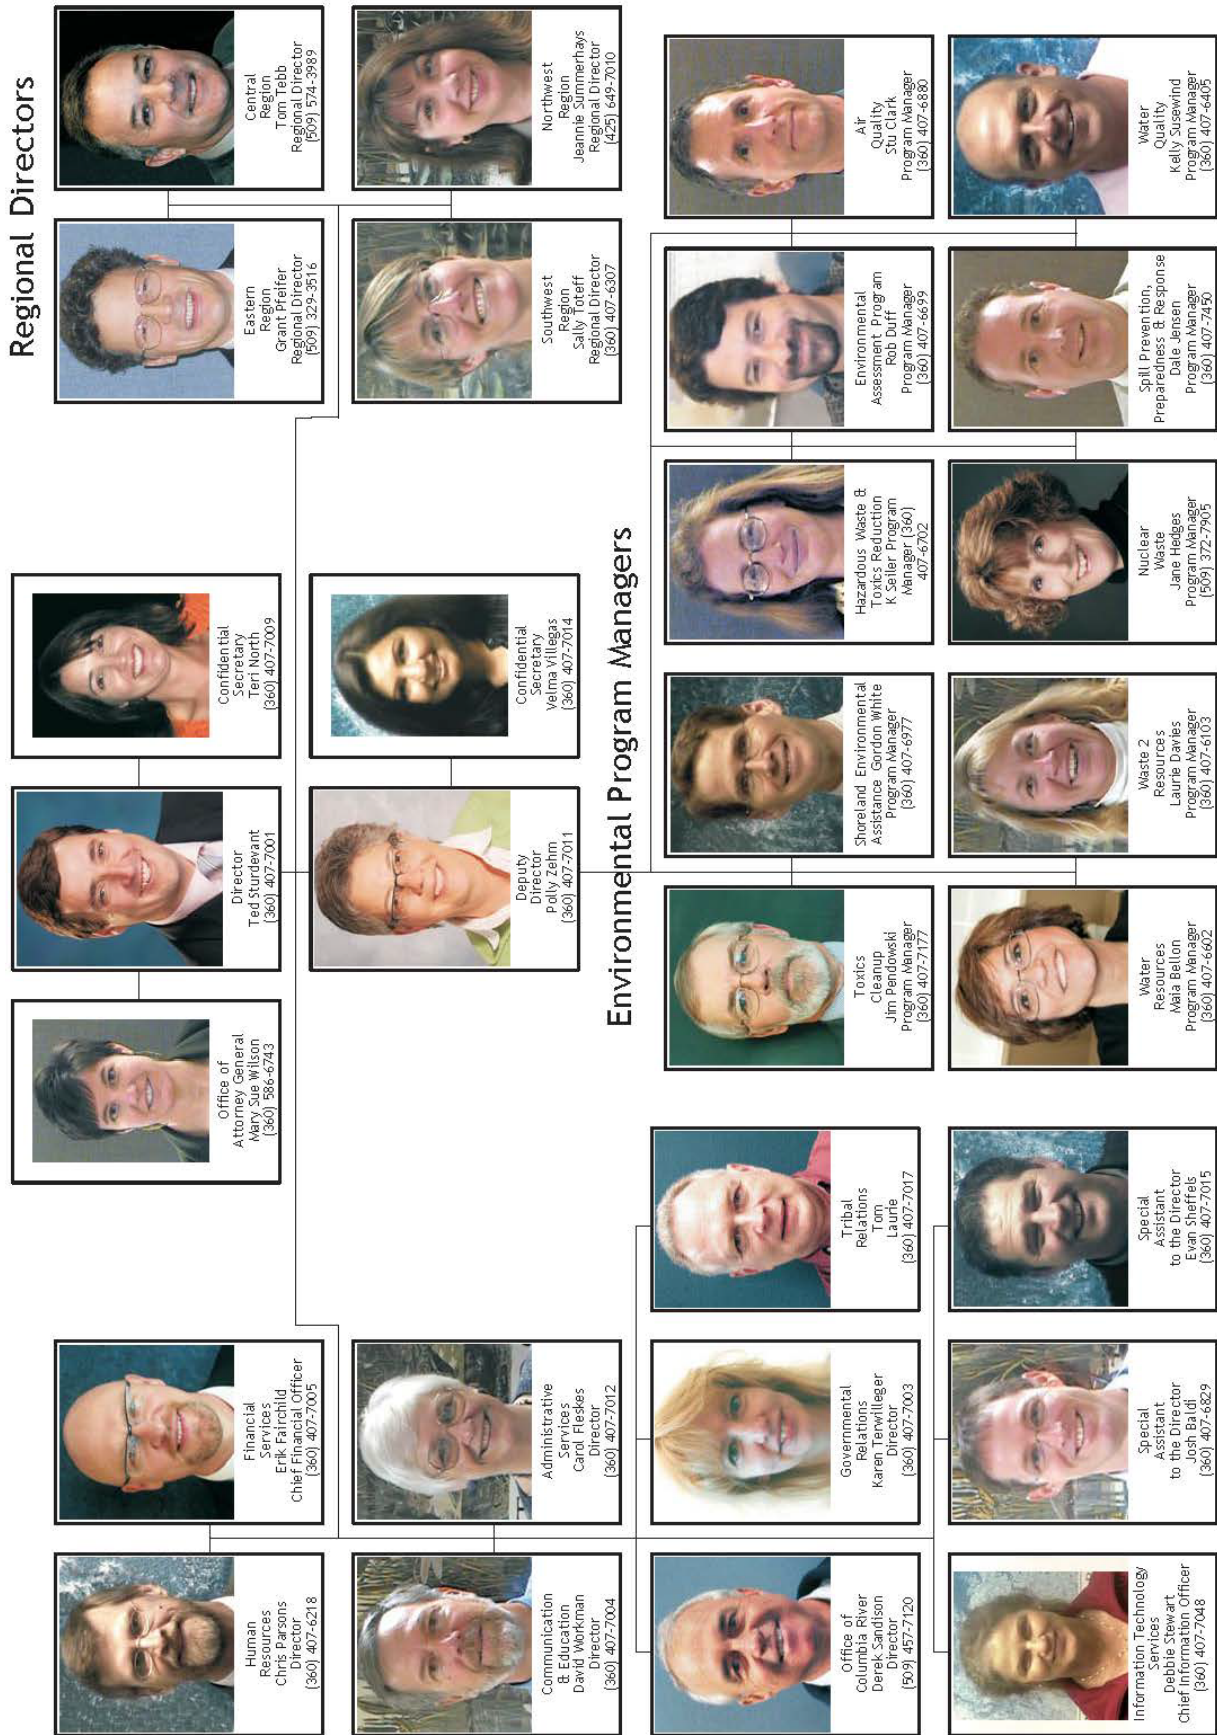 Office of
Attorney General
Mary Sue Wilson
(360) 586-6743
Director
Ted Sturdevant
(360) 407-7001
Confidential
Secretary
Teri North
(360) 407-7009
Deputy
Director
Polly Zehm
(360) 407-7011
Confidential
Secretary
Velma Villegas
(360) 407-7014
Human
Resources
Chris Parsons
Director
(360) 407-6218
Financial
Services
Erik Fairchild
Chief Financial Officer
(360) 407-7005
Communication
& Education
David Workman
Director
(360) 407-7004
Administrative
Services
Carol Fleskes
Director
(360) 407-7012
Office of
Columbia River
Derek Sandison
Director
(509) 457-7120
Governmental
Relations
Karen Terwilleger
Director
(360) 407-7003
Tribal
Relations
Tom
Laurie
(360) 407-7017
Information Technology
Services
Debbie Stewart
Chief Information Officer
(360) 407-7048
Special
Assistant
to the Director
Josh Baldi
(360) 407-6829
Special
Assistant
to the Director
Evan Sheffels
(360) 407-7015
Regional Directors
Eastern
Region
Grant Pfeifer
Regional Director
(509) 329-3516
Central
Region
Tom Tebb
Regional Director
(509) 574-3989
Southwest
Region
Sally Toteff
Regional Director
(360) 407-6307
Northwest
Region
Jeannie Summerhays
Regional Director
(425) 649-7010
Environmental Program Managers
Toxics
Cleanup
Jim Pendowski
Program Manager
(360) 407-7177
Shoreland Environmental
Assistance Gordon White
Program Manager
(360) 407-6977
Hazardous Waste &
Toxics Reduction
K Seiler Program
Manager (360)
407-6702
Environmental
Assessment Program
Rob Duff
Program Manager
(360) 407-6699
Air
Quality
Stu Clark
Program Manager
(360) 407-6880
Water
Resources
Maia Bellon
Program Manager
(360) 407-6602
Waste 2
Resources
Laurie Davies
Program Manager
(360) 407-6103
Nuclear
Waste
Jane Hedges
Program Manager
(509) 372-7905
Spill Prevention,
Preparedness & Response
Dale Jensen
Program Manager
(360) 407-7450
Water
Quality
Kelly Susewind
Program Manager
(360) 407-6405